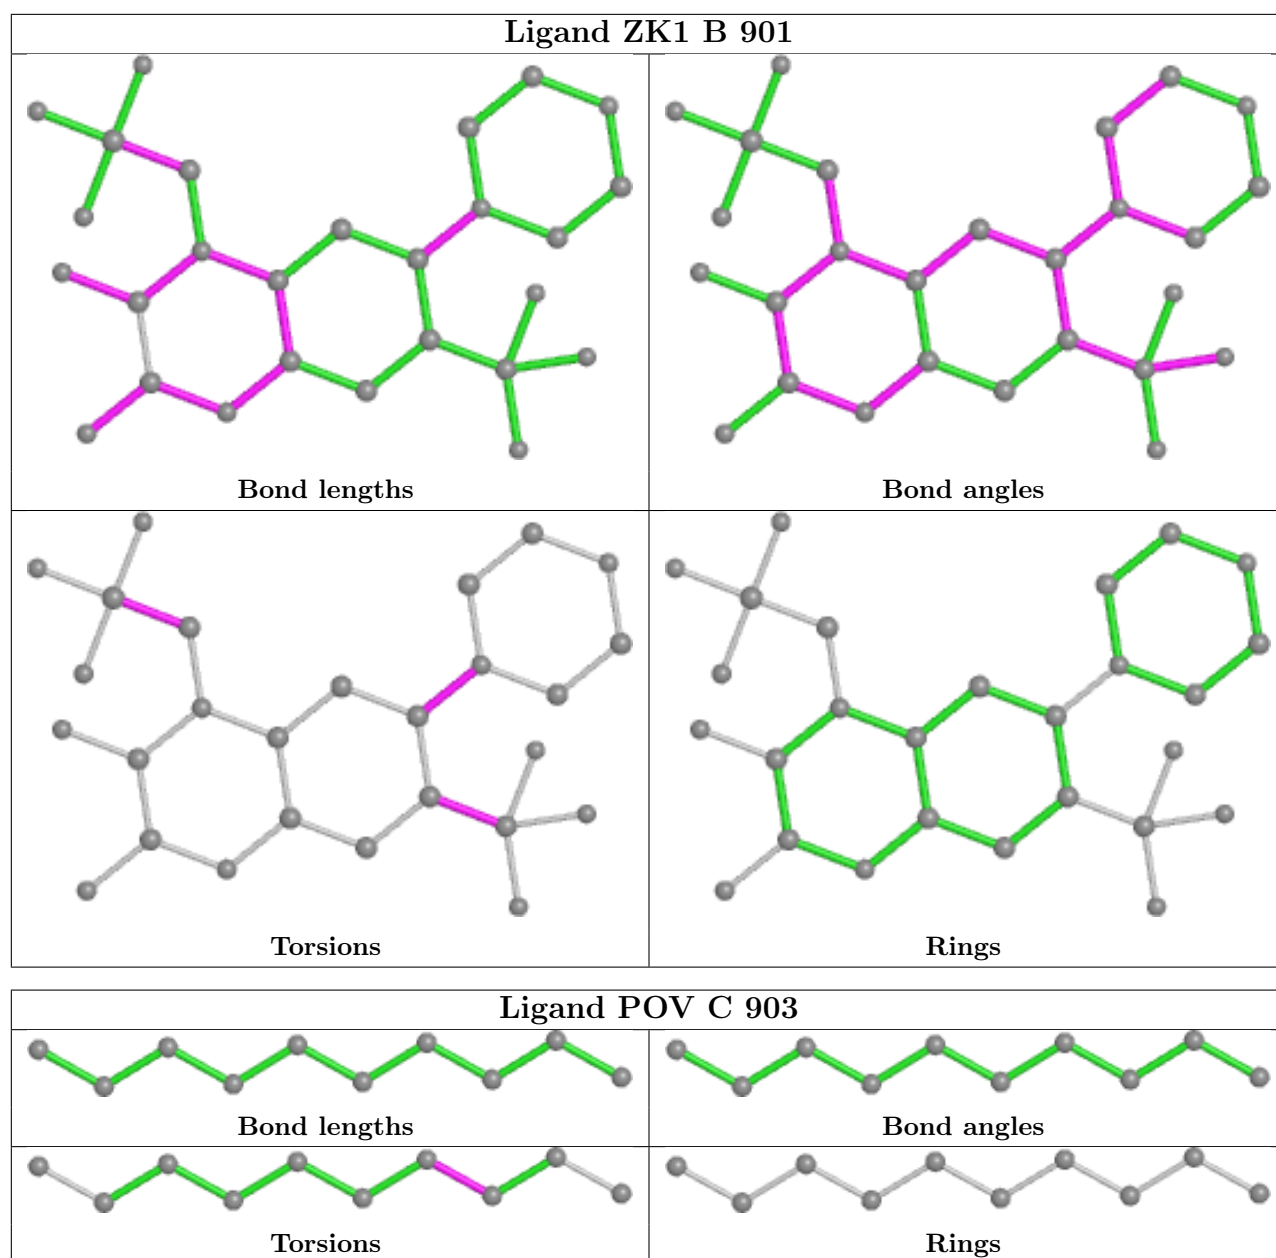 Ligand ZK1 B 901
Bond lengths
Bond angles
Torsions
Rings
Ligand POV C 903
Bond lengths
Bond angles
Torsions
Rings